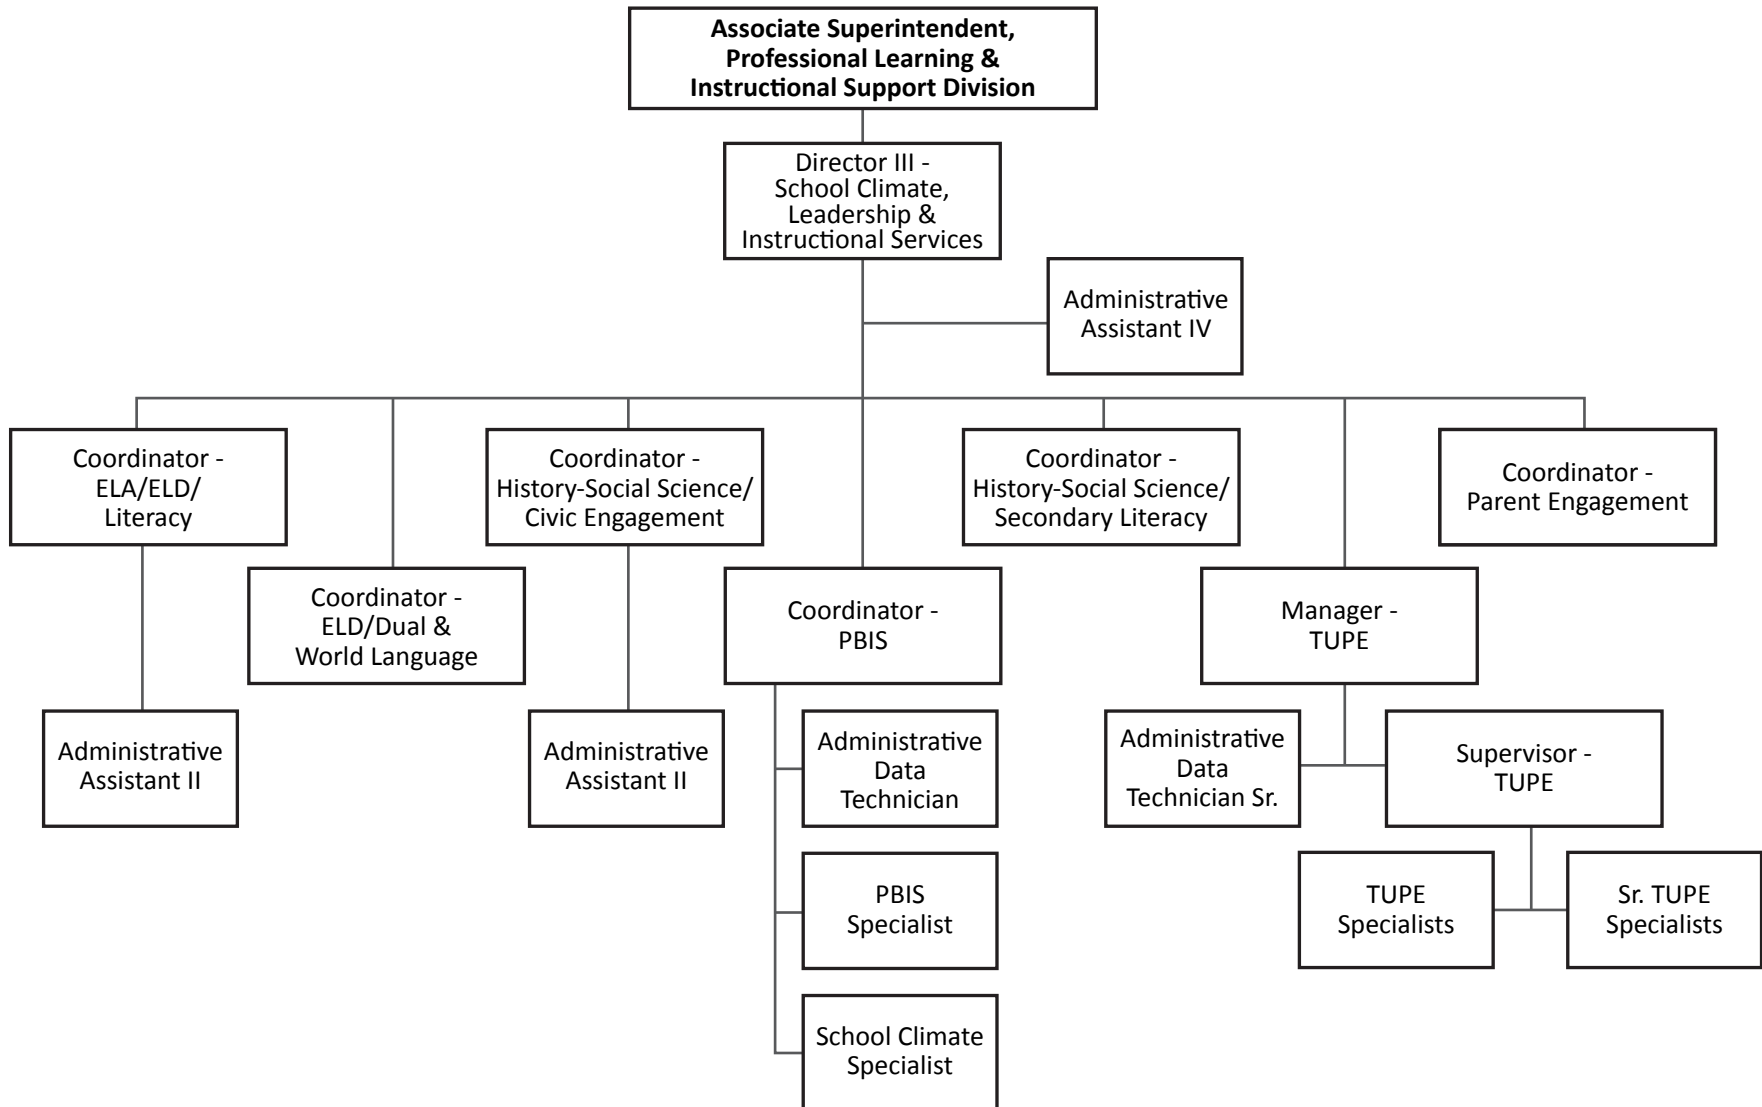 Associate Superintendent,
Professional Learning &
Instructional Support Division
Director III -
School Climate,
Leadership &
Instructional Services
Administrative
Assistant IV
Coordinator -
ELA/ELD/
Literacy
Coordinator -
History-Social Science/
Civic Engagement
Coordinator -
History-Social Science/
Secondary Literacy
Coordinator -
Parent Engagement
Coordinator -
ELD/Dual &
World Language
Coordinator -
PBIS
Manager -
TUPE
Administrative
Assistant II
Administrative
Assistant II
Administrative
Data
Technician
Administrative
Data
Technician Sr.
Supervisor -
TUPE
PBIS
Specialist
TUPE
Specialists
Sr. TUPE
Specialists
School Climate
Specialist